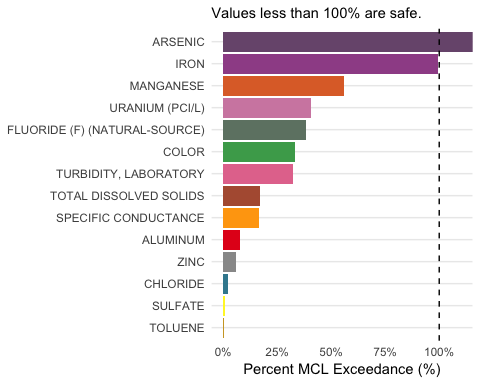 Values less than 100% are safe.
ARSENIC
IRON
MANGANESE
URANIUM (PCI/L)
FLUORIDE (F) (NATURAL-SOURCE)
COLOR
TURBIDITY, LABORATORY
TOTAL DISSOLVED SOLIDS
SPECIFIC CONDUCTANCE
ALUMINUM
ZINC
CHLORIDE
SULFATE
TOLUENE
0% 25% 50% 75% 100%
Percent MCL Exceedance (%)